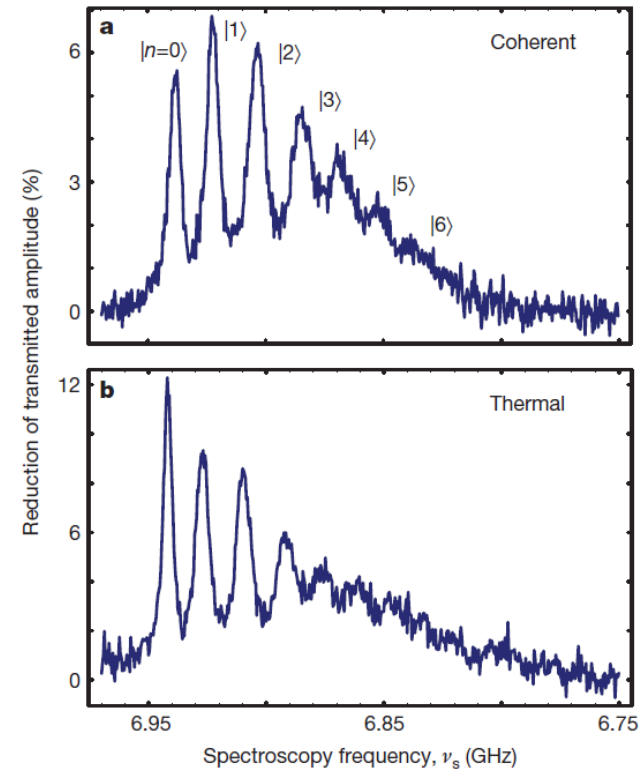 a
Coherent
|n=0⟩
|1⟩
|2⟩
|3⟩
|4⟩
|5⟩
|6⟩
6
3
0
b
Thermal
12
6
0
6.95
6.85
6.75
Reduction of transmitted amplitude (%)
Spectroscopy frequency, νs (GHz)